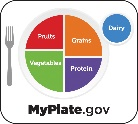 Fruits
Grains
Dairy
Vegetables
Protein
MyPlate.gov